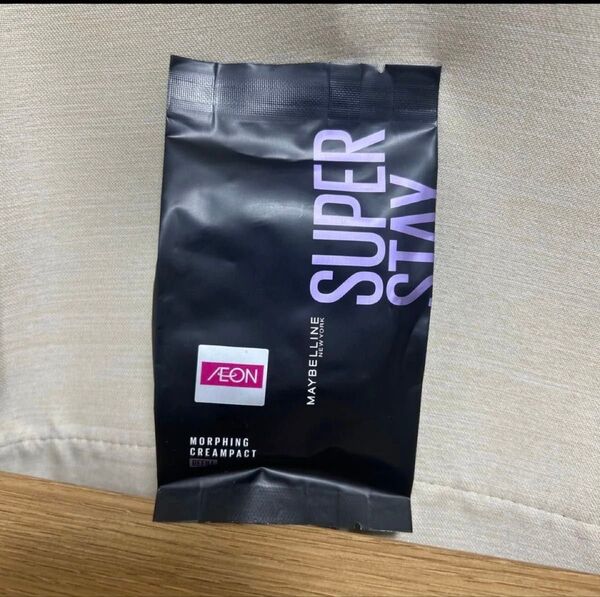 SUPER
STAY
MAYBELLINE
NEW YORK
ÆON
MORPHING
CREAMPACT